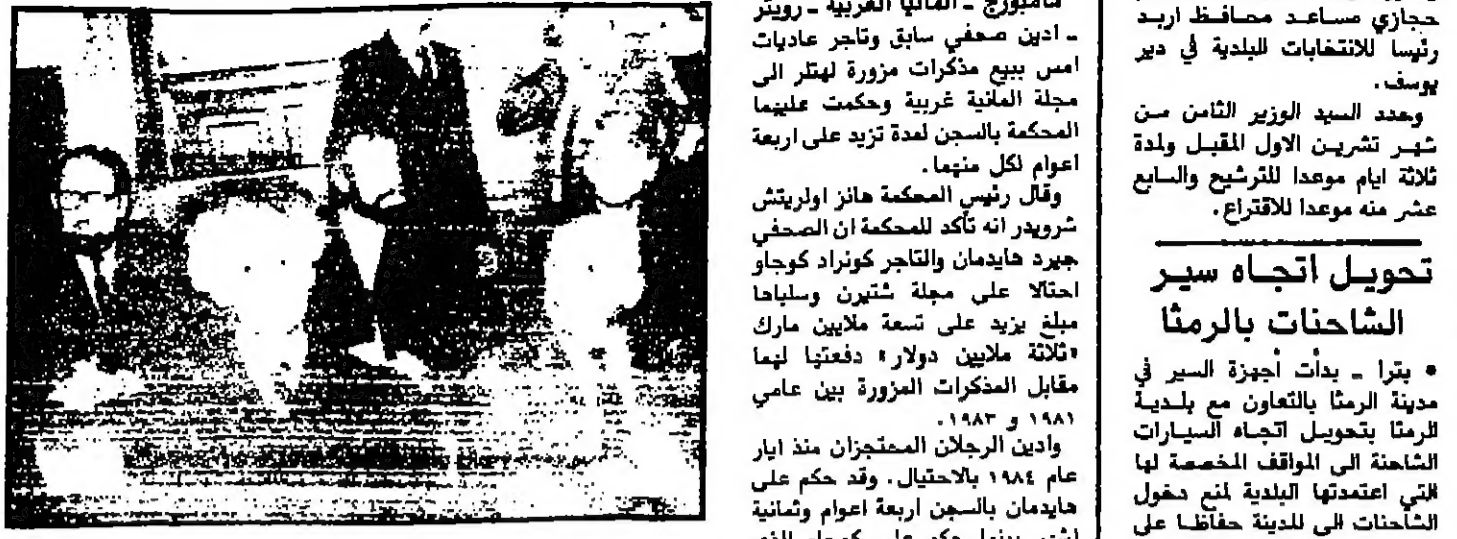 حجازي مساعد محافظ اربد
رئيسا للانتخابات البلدية في دير
يوسف.
وحدد السيد الوزير الثامن من
شهر تشرين الاول المقبل ولمدة
ثلاثة ايام موعدا للترشيح والسابع
عشر منه موعدا للاقتراع.
تحويل اتجاه سير
الشاحنات بالرمثا
• بترا ـ بدأت أجهزة السير في
مدينة الرمثا بالتعاون مع بلدية
الرمثا بتحويل اتجاه السيارات
الشاحنة الى المواقف المخصصة لها
التي اعتمدتها البلدية لمنع دخول
الشاحنات الى المدينة حفاظا على
هامبورج ـ المانيا الغربية ـ رويتر
ـ ادين صحفي سابق وتاجر عاديات
امس ببيع مذكرات مزورة لهتلر الى
مجلة المانية غربية وحكمت عليهما
المحكمة بالسجن لمدة تزيد على اربعة
اعوام لكل منهما.
وقال رئيس المحكمة هانز اولريتش
شرويدر انه تأكد للمحكمة ان الصحفي
جيرد هايدمان والتاجر كونراد كوجاو
احتالا على مجلة شتيرن وسلباها
مبلغ يزيد على تسعة ملايين مارك
«ثلاثة ملايين دولار» دفعتها لهما
مقابل المذكرات المزورة بين عامي
١٩٨١ و ١٩٨٣.
وادين الرجلان المحتجزان منذ ايار
عام ١٩٨٤ بالاحتيال. وقد حكم على
هايدمان بالسجن اربعة اعوام وثمانية